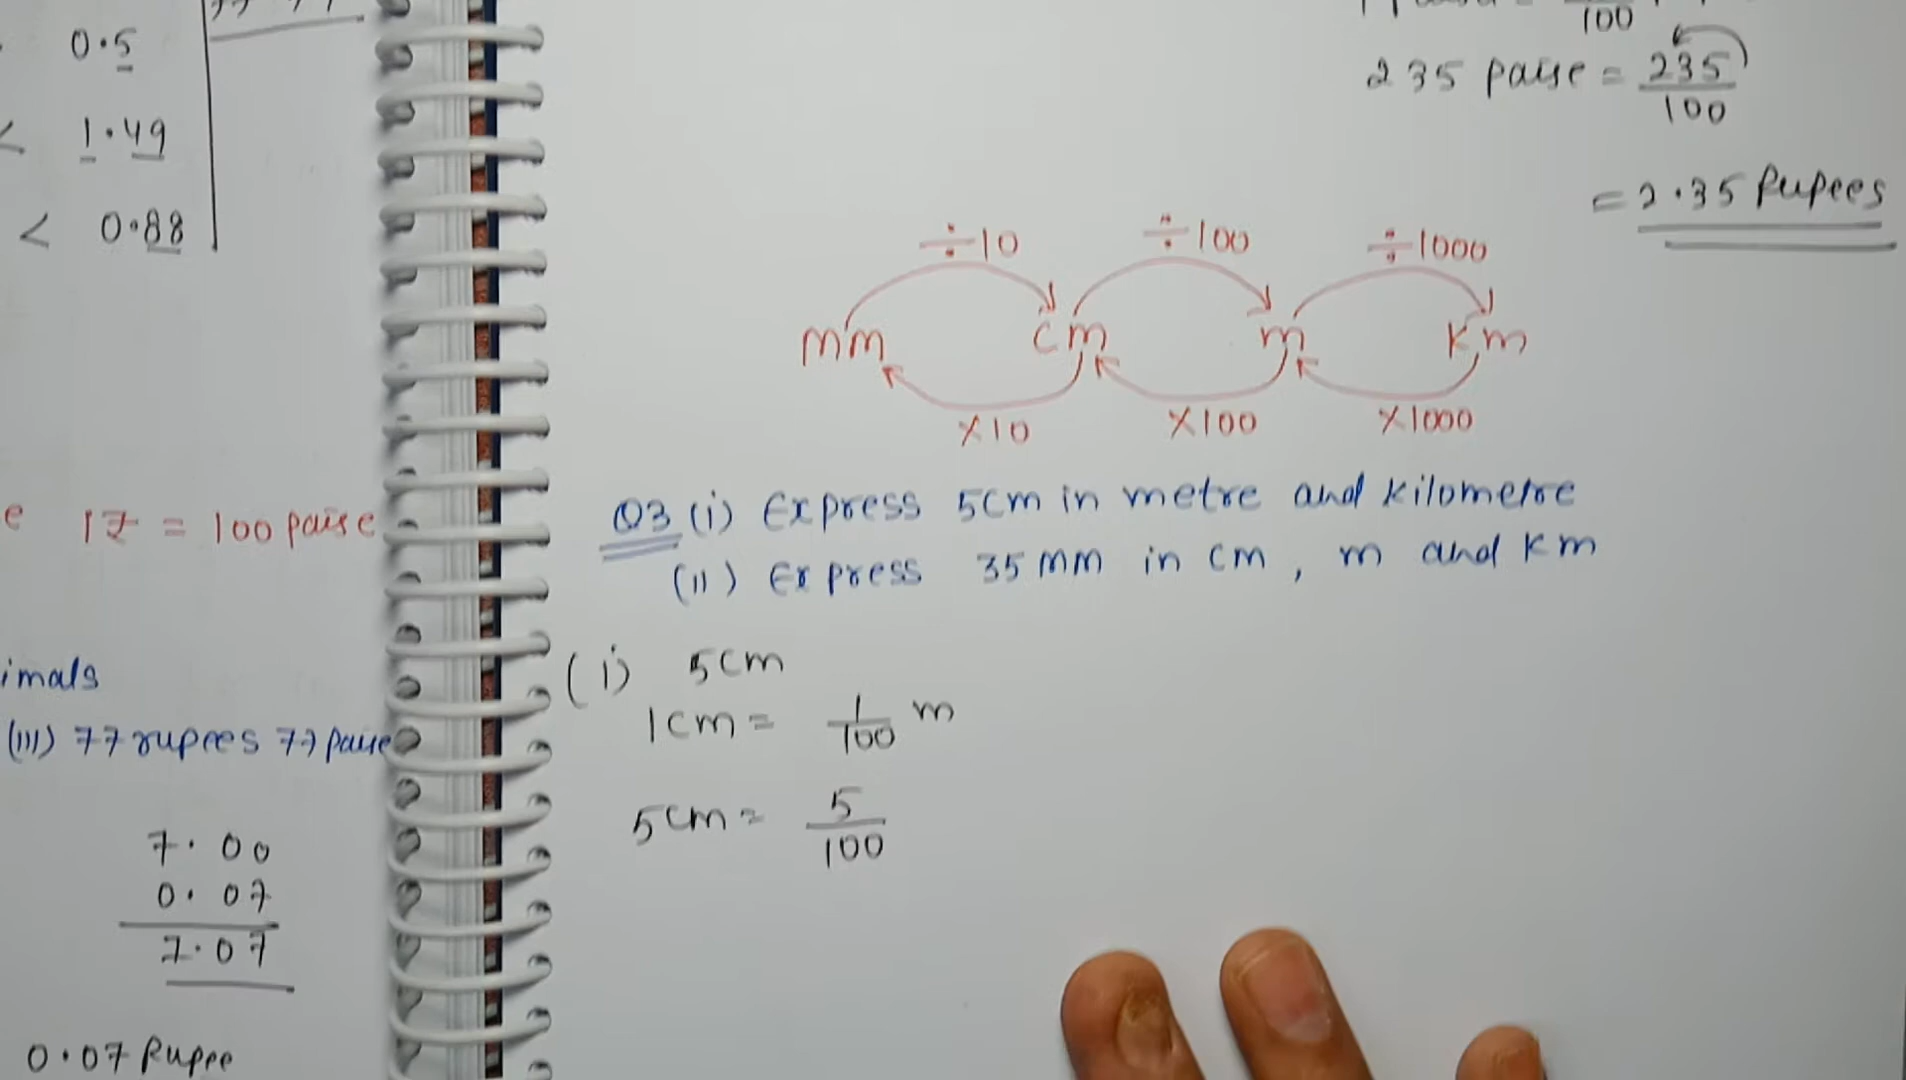 0.5
< 1.49
< 0.88
1₹ = 100 paise
imals
(III) 77 rupees 77 paise
7.00
0.07
7.07
0.07 Rupee
100
235 paise = 235/100
= 2.35 Rupees
÷10 ÷100 ÷1000
mm cm m Km
×10 ×100 ×1000
Q3 (i) Express 5cm in metre and kilometre
(II) Express 35 mm in cm, m and Km
(i) 5cm
1cm = 1/100 m
5cm = 5/100